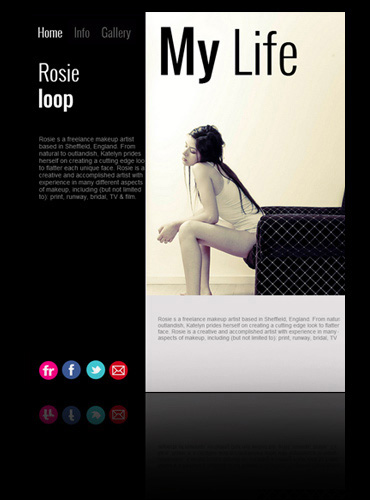 Home Info Gallery
Rosie
loop
Rosie s a freelance makeup artist
based in Sheffield, England. From
natural to outlandish, Katelyn prides
herself on creating a cutting edge loo
to flatter each unique face. Rosie is a
creative and accomplished artist with
experience in many different aspects
of makeup, including (but not limited
to): print, runway, bridal, TV & film.
fr f
My Life
Rosie s a freelance makeup artist based in Sheffield, England. From natur
outlandish, Katelyn prides herself on creating a cutting edge look to flatter
face. Rosie is a creative and accomplished artist with experience in many
aspects of makeup, including (but not limited to): print, runway, bridal, TV